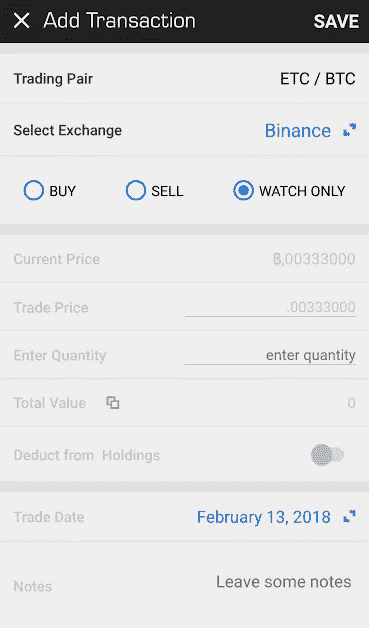 Add Transaction SAVE
Trading Pair ETC / BTC
Select Exchange Binance
BUY SELL WATCH ONLY
Current Price ฿,00333000
Trade Price .00333000
Enter Quantity enter quantity
Total Value 0
Deduct from Holdings
Trade Date February 13, 2018
Notes Leave some notes